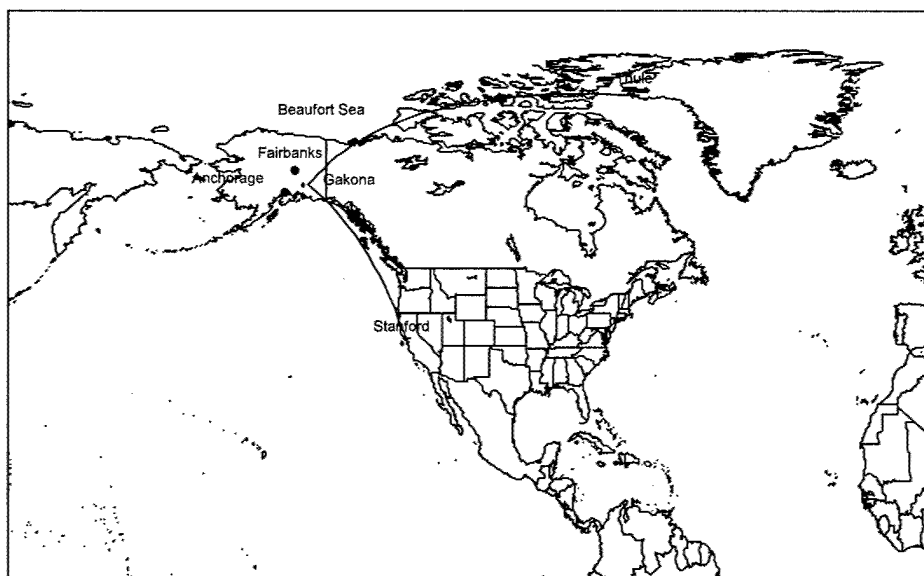 Thule
Beaufort Sea
Fairbanks
Anchorage
Gakona
Stanford